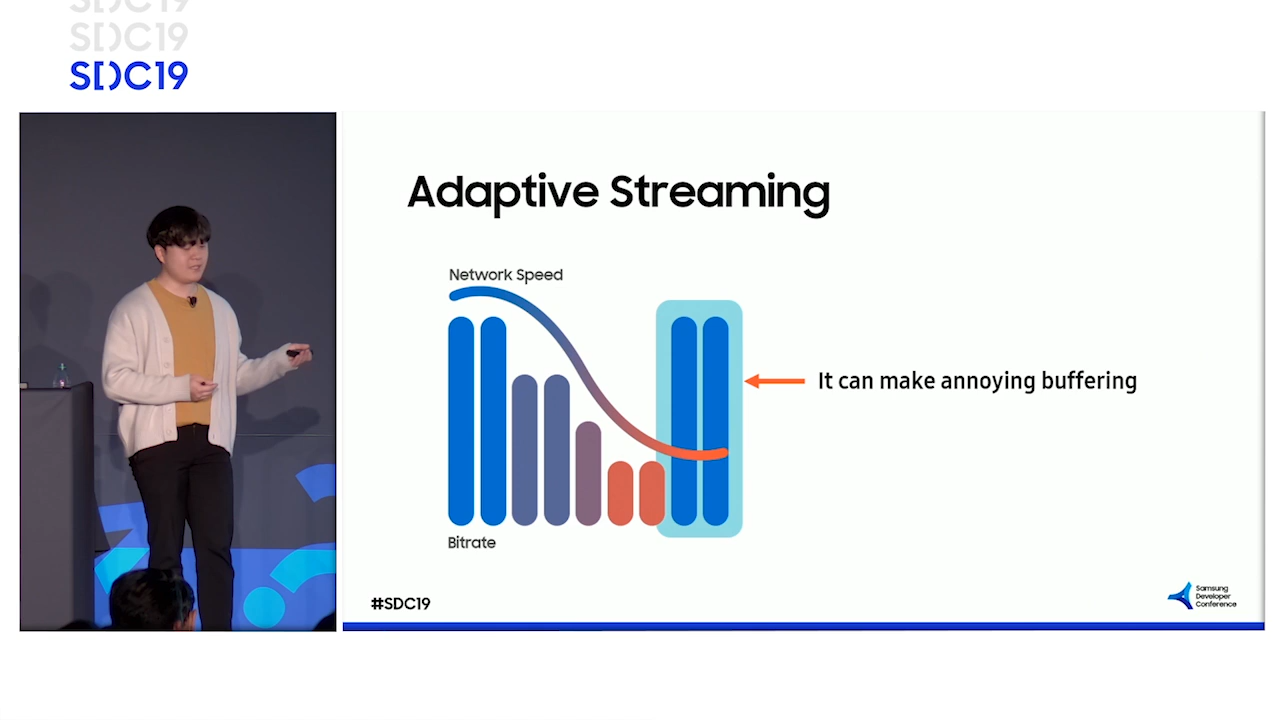 SDC19
SDC19
SDC19
Adaptive Streaming
Network Speed
It can make annoying buffering
Bitrate
#SDC19
Samsung
Developer
Conference